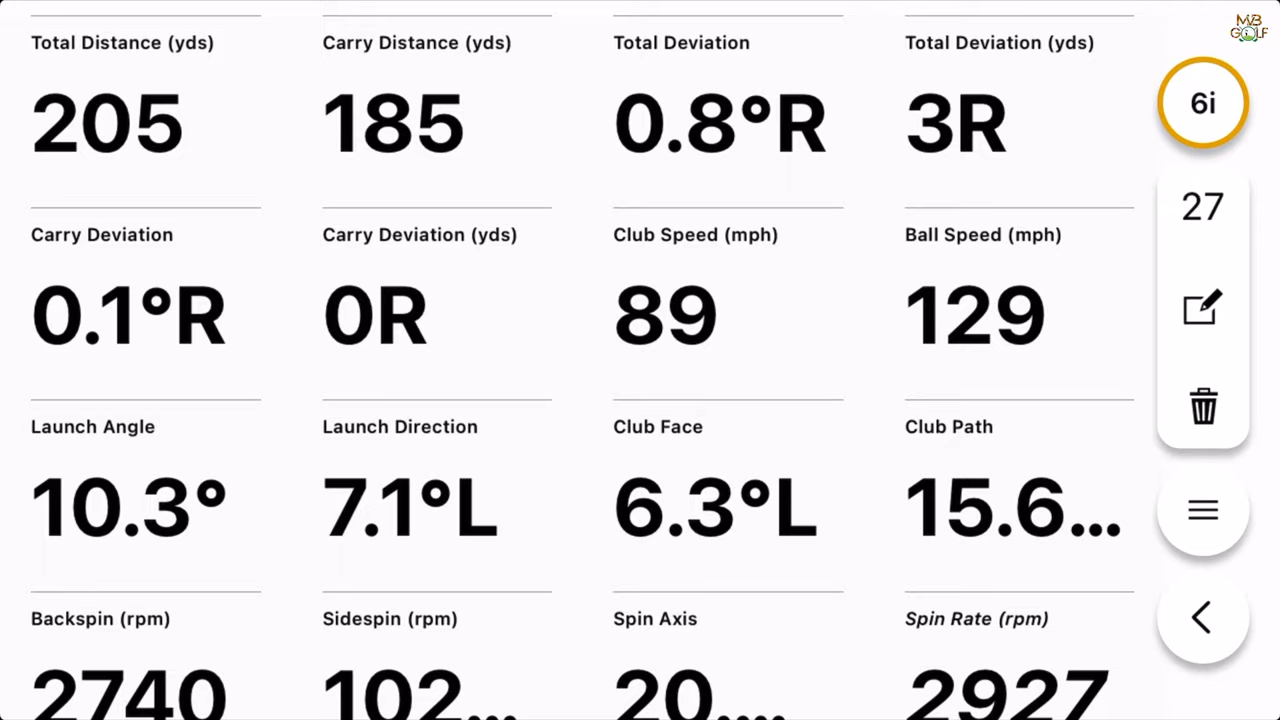 MVB
GOLF
Total Distance (yds) Carry Distance (yds) Total Deviation Total Deviation (yds)
205 185 0.8°R 3R
6i
27
Carry Deviation Carry Deviation (yds) Club Speed (mph) Ball Speed (mph)
0.1°R 0R 89 129
Launch Angle Launch Direction Club Face Club Path
10.3° 7.1°L 6.3°L 15.6...
Backspin (rpm) Sidespin (rpm) Spin Axis Spin Rate (rpm)
2740 102... 20.... 2927